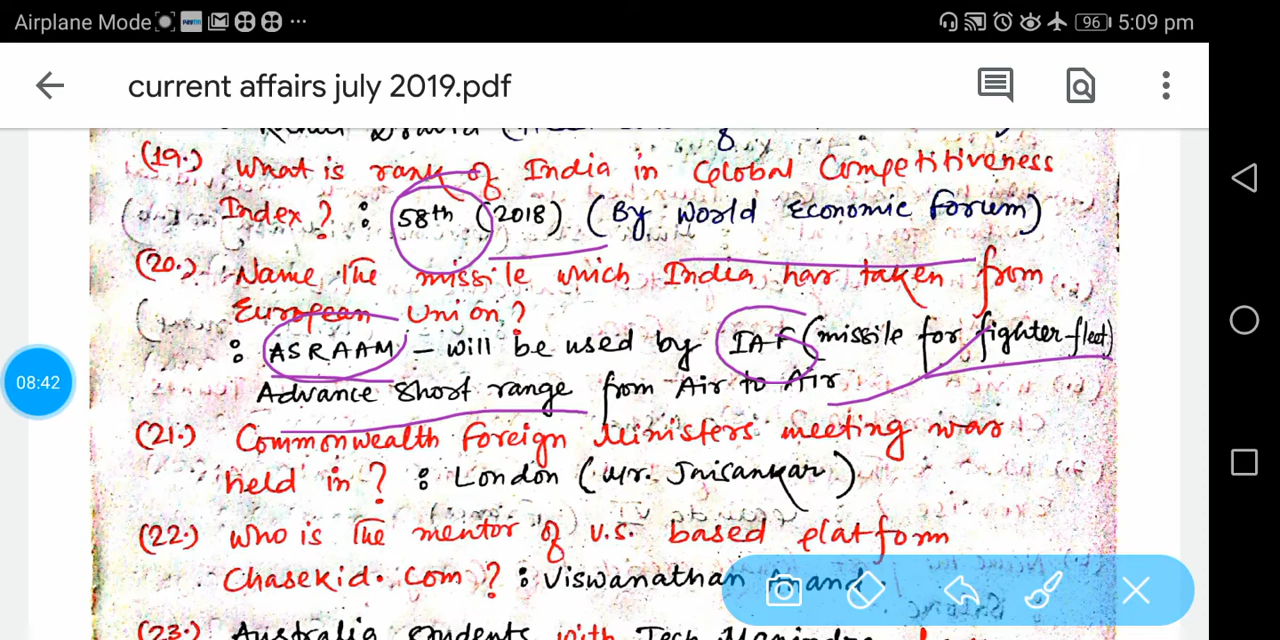 Airplane Mode
96 5:09 pm
current affairs july 2019.pdf
(19.) What is rank of India in Global Competitiveness
Index ? : 58th (2018) (By World Economic Forum)
(20.) Name The missile which India has taken from
European Union ?
: ASRAAM - will be used by IAF (missile for fighter-fleet)
Advance Short range from Air to Air
08:42
(21.) Commonwealth Foreign Ministers meeting was
held in ? : London (Mr. Jaisankar)
(22.) Who is The mentor of U.S. based platform
Chasekid.com ? : Viswanathan Anand.
(23.) Australia students with Tech Mahindra